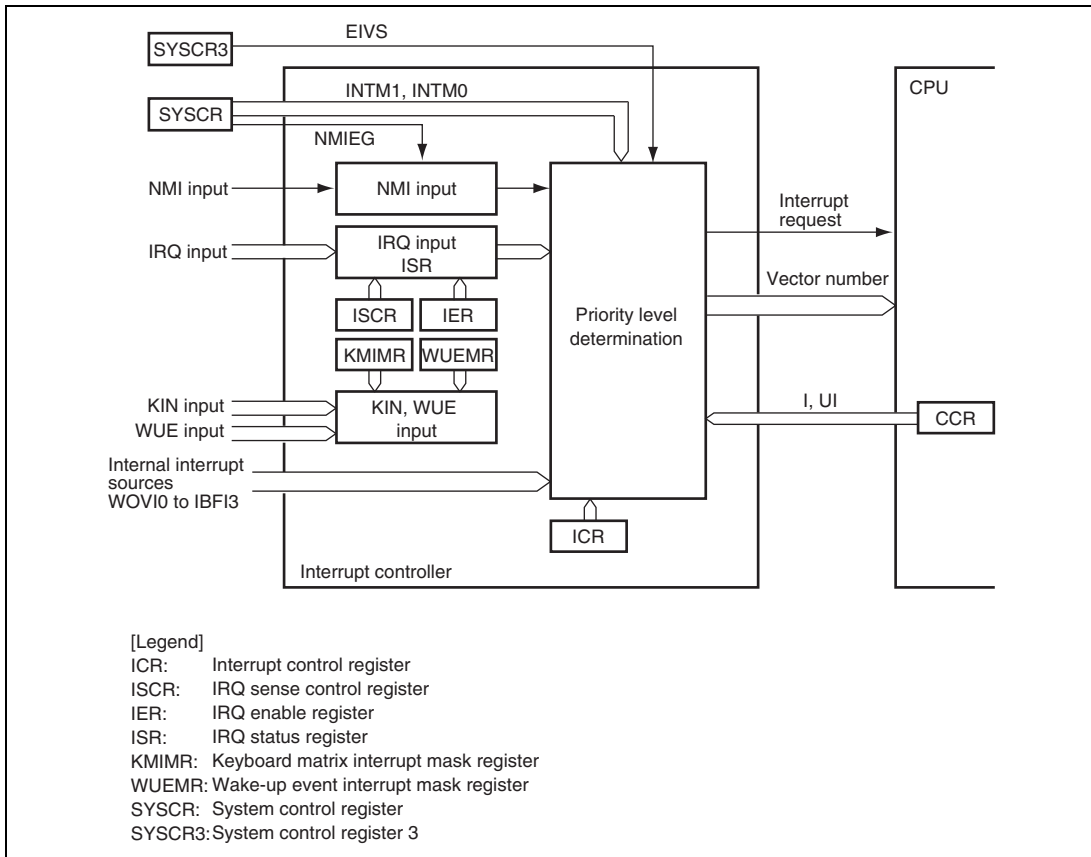 EIVS
SYSCR3
INTM1, INTM0
CPU
SYSCR
NMIEG
NMI input
NMI input
Interrupt
request
IRQ input
IRQ input
ISR
Vector number
ISCR
IER
Priority level
determination
KMIMR
WUEMR
I, UI
KIN input
KIN, WUE
input
CCR
WUE input
Internal interrupt
sources
WOVI0 to IBFI3
ICR
Interrupt controller
[Legend]
ICR: Interrupt control register
ISCR: IRQ sense control register
IER: IRQ enable register
ISR: IRQ status register
KMIMR: Keyboard matrix interrupt mask register
WUEMR: Wake-up event interrupt mask register
SYSCR: System control register
SYSCR3: System control register 3